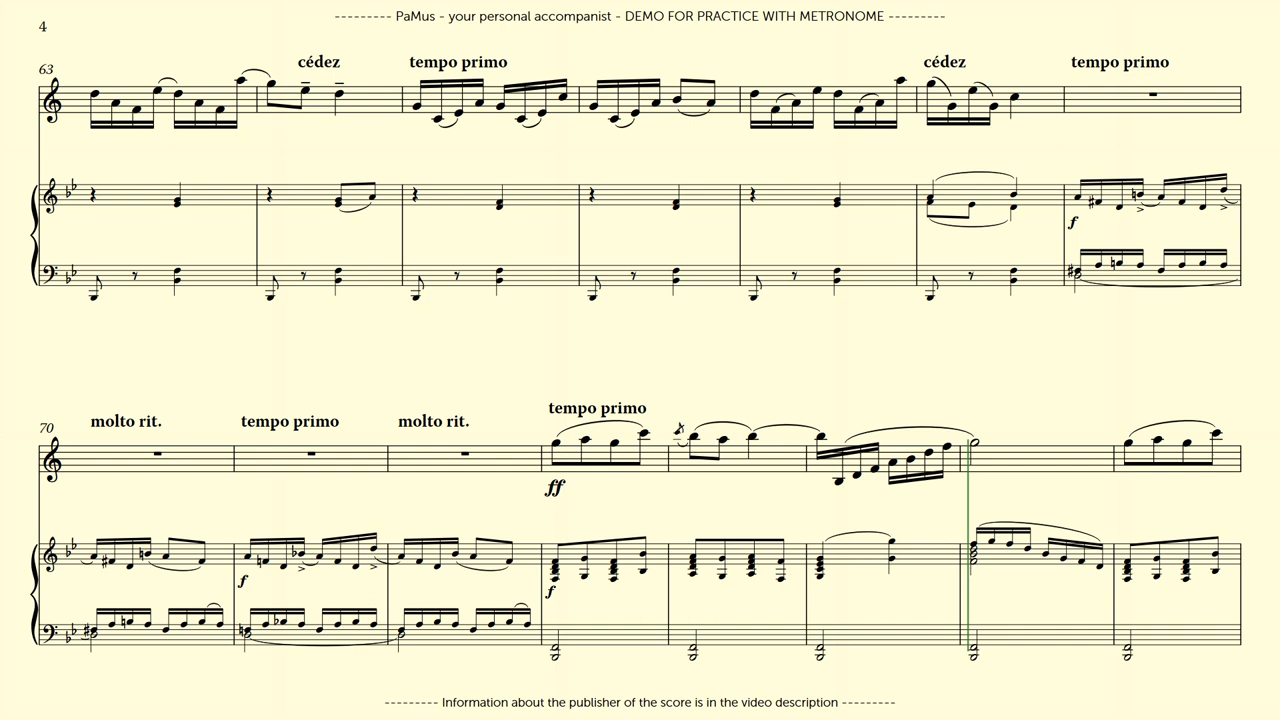 --------- PaMus - your personal accompanist - DEMO FOR PRACTICE WITH METRONOME ---------
4
63
cédez tempo primo cédez tempo primo
f
70
molto rit. tempo primo molto rit. tempo primo
ff
f f
--------- Information about the publisher of the score is in the video description ---------